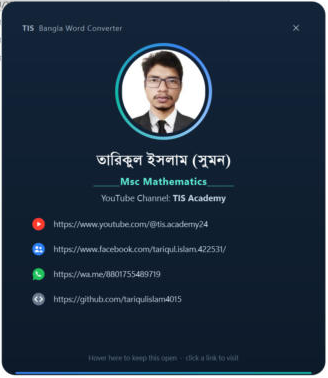 TIS Bangla Word Converter
তারিকুল ইসলাম (সুমন)
Msc Mathematics
YouTube Channel: TIS Academy
https://www.youtube.com/@tis.academy24
https://www.facebook.com/tariqul.islam.422531/
https://wa.me/8801755489719
https://github.com/tariqulislam4015
Hover here to keep this open · click a link to visit